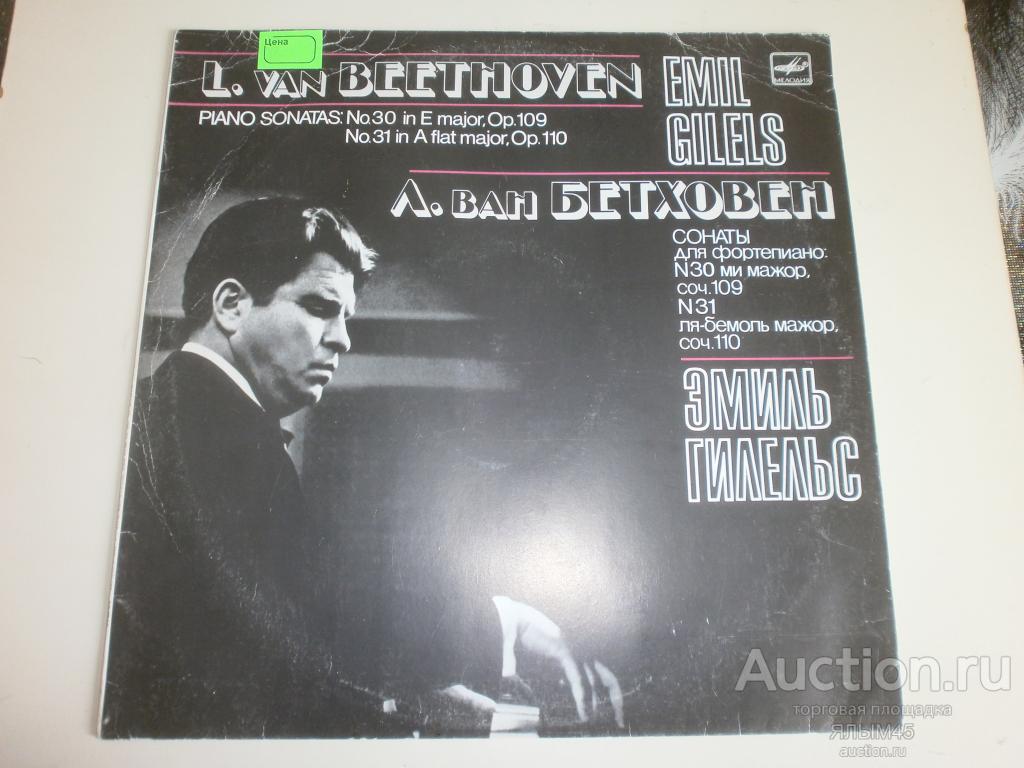 Цена
L. VAN BEETHOVEN
PIANO SONATAS: No.30 in E major, Op.109
No.31 in A flat major, Op.110
EMIL
GILELS
МЕЛОДИЯ
Л. ВАН БЕТХОВЕН
СОНАТЫ
для фортепиано:
N30 ми мажор,
соч.109
N31
ля-бемоль мажор,
соч.110
ЭМИЛЬ
ГИЛЕЛЬС
Auction.ru
торговая площадка
ЯЛЫМ45
auction.ru